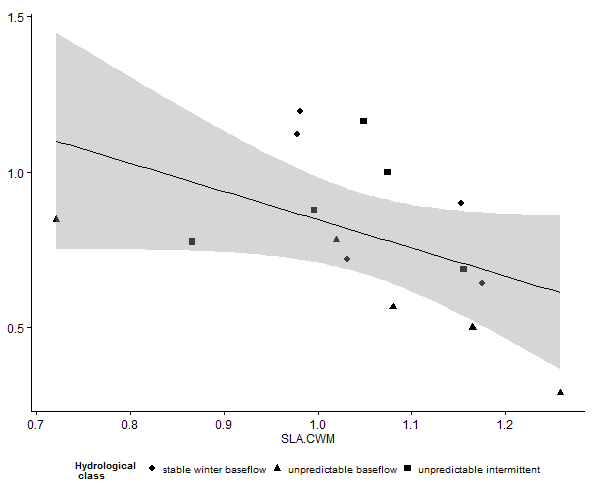 1.5
1.0
0.5
0.7 0.8 0.9 1.0 1.1 1.2
SLA.CWM
Hydrological
class
stable winter baseflow unpredictable baseflow unpredictable intermittent